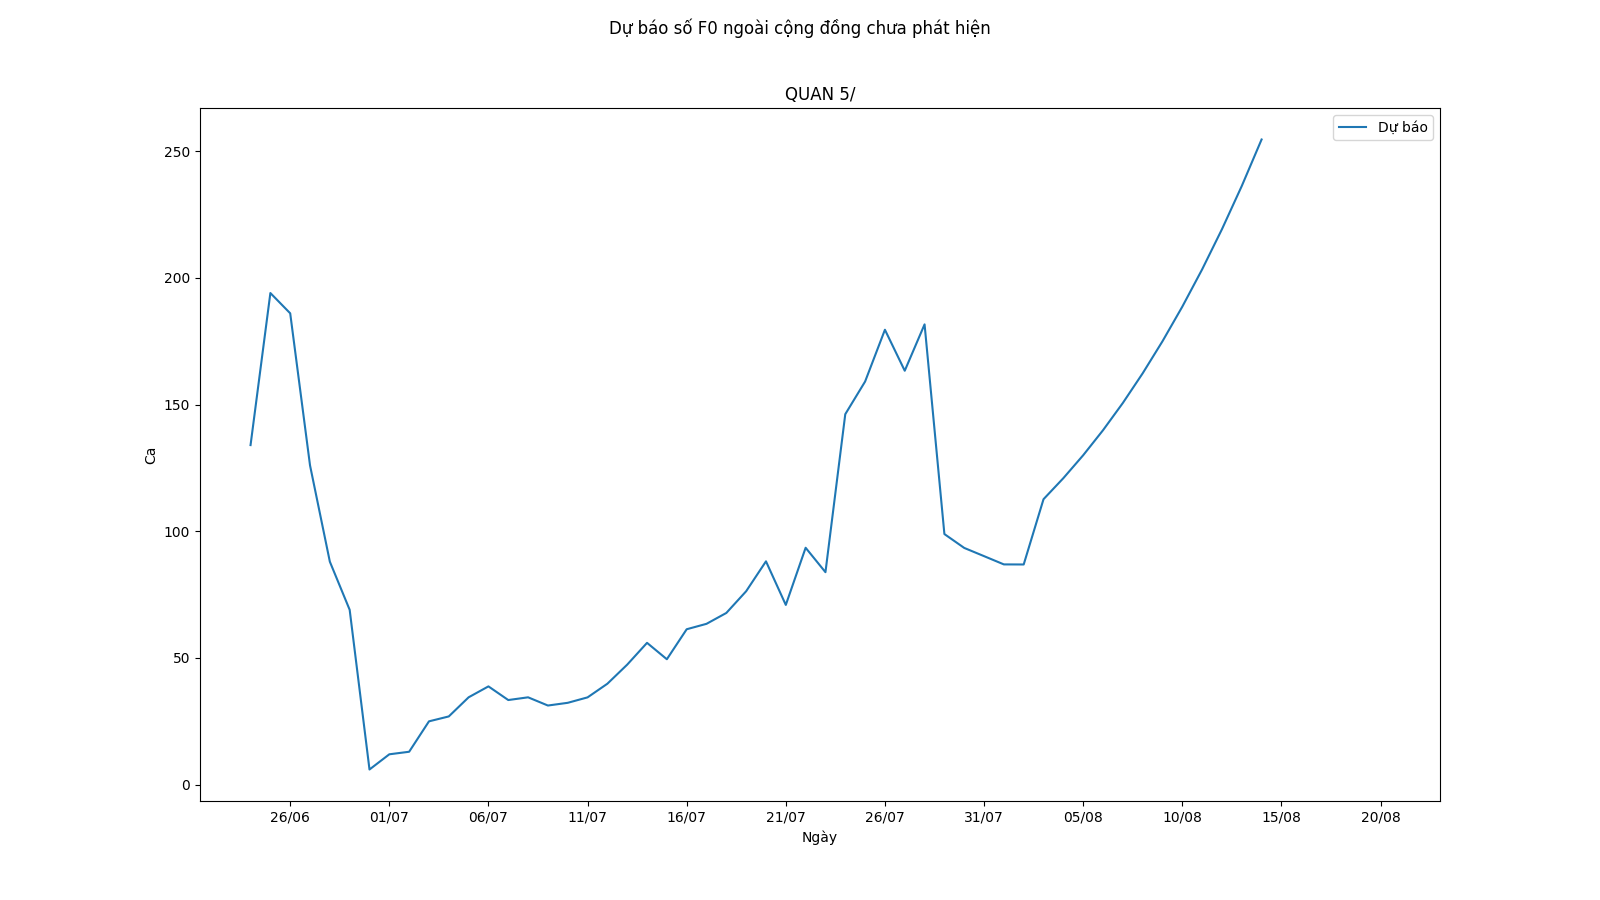 Dự báo số F0 ngoài cộng đồng chưa phát hiện
QUAN 5/
Dự báo
250
200
150
100
50
0
Ca
26/06 01/07 06/07 11/07 16/07 21/07 26/07 31/07 05/08 10/08 15/08 20/08
Ngày